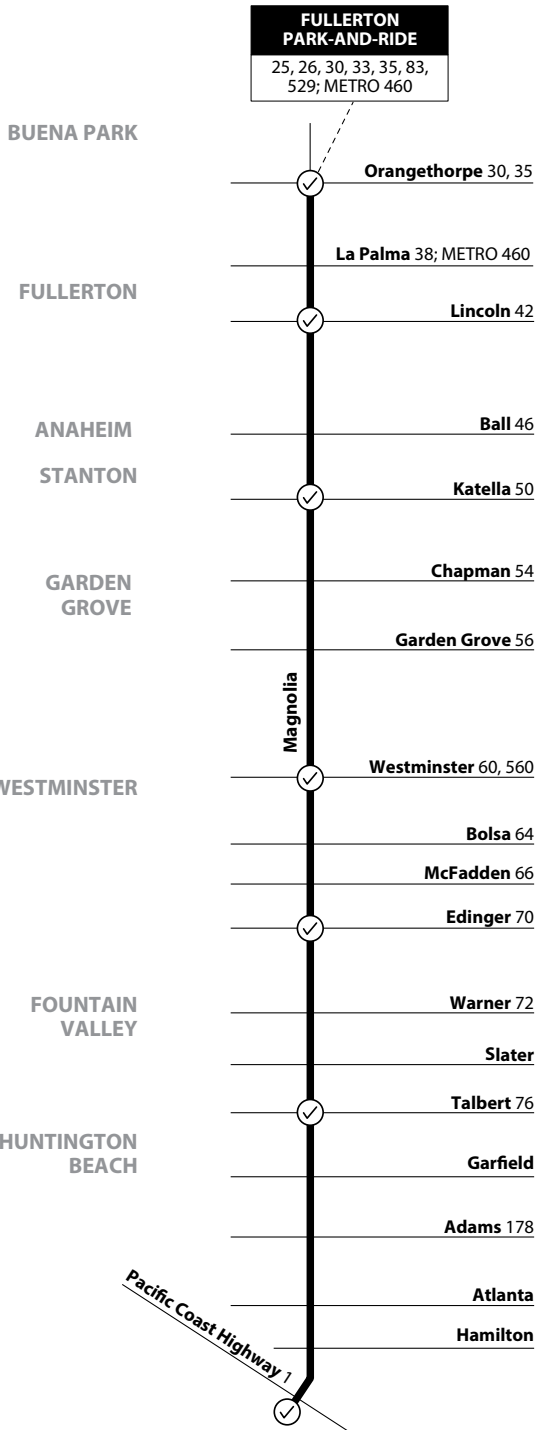 FULLERTON
PARK-AND-RIDE
25, 26, 30, 33, 35, 83,
529; METRO 460
BUENA PARK
Orangethorpe 30, 35
La Palma 38; METRO 460
FULLERTON
Lincoln 42
ANAHEIM
Ball 46
STANTON
Katella 50
Chapman 54
GARDEN
GROVE
Garden Grove 56
Magnolia
Westminster 60, 560
WESTMINSTER
Bolsa 64
McFadden 66
Edinger 70
FOUNTAIN
VALLEY
Warner 72
Slater
Talbert 76
HUNTINGTON
BEACH
Garfield
Adams 178
Atlanta
Hamilton
Pacific Coast Highway 1